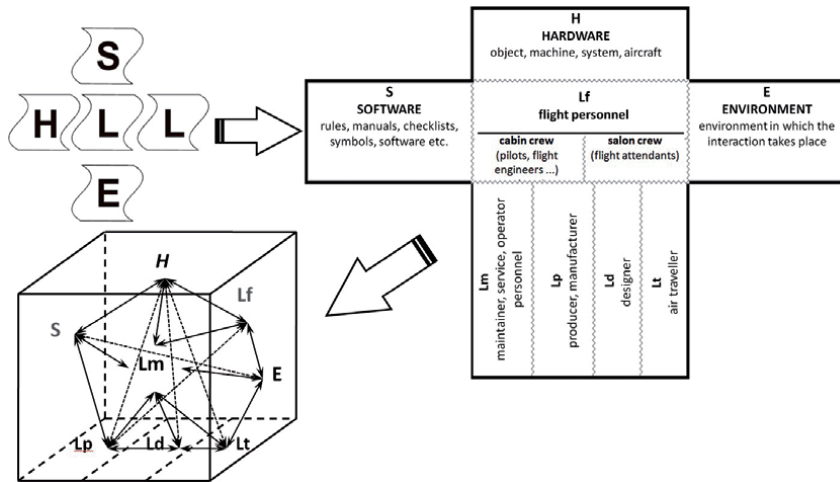 S
H L L
E
H
HARDWARE
object, machine, system, aircraft
S
SOFTWARE
rules, manuals, checklists,
symbols, software etc.
Lf
flight personnel
cabin crew
(pilots, flight
engineers ...)
salon crew
(flight attendants)
E
ENVIRONMENT
environment in which the
interaction takes place
Lm
maintainer, service, operator
personnel
Lp
producer, manufacturer
Ld
designer
Lt
air traveller
H
Lf
S
Lm
E
Lp Ld Lt